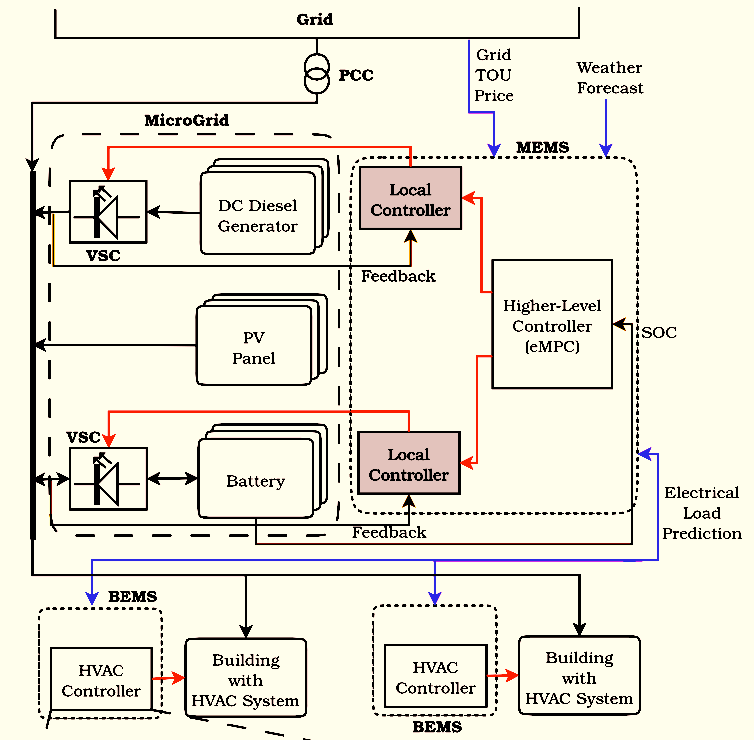 Grid
PCC
Grid
TOU
Price
Weather
Forecast
MicroGrid
MEMS
DC Diesel
Generator
VSC
Local
Controller
Feedback
PV
Panel
Higher-Level
Controller
(eMPC)
SOC
VSC
Battery
Local
Controller
Feedback
Electrical
Load
Prediction
BEMS
HVAC
Controller
Building
with
HVAC System
HVAC
Controller
BEMS
Building
with
HVAC System